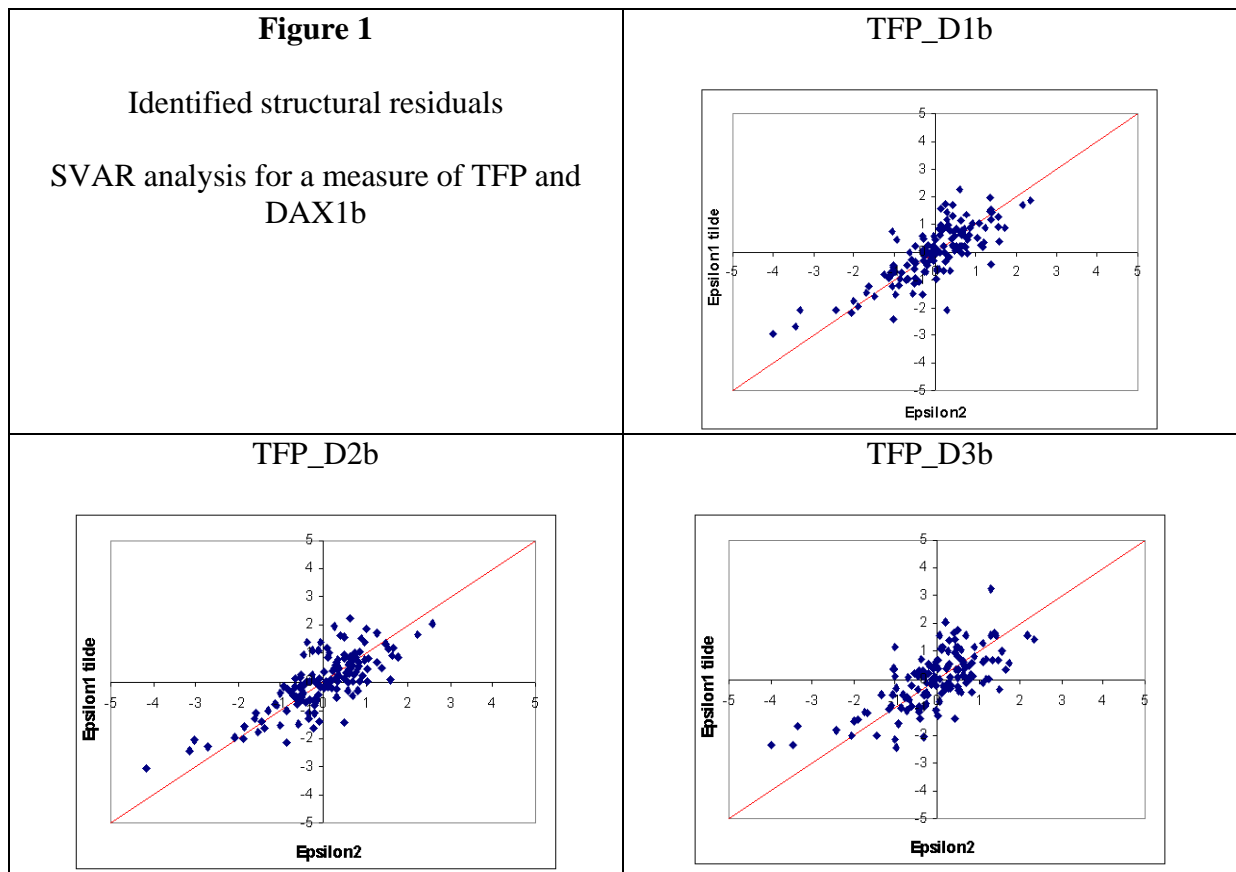 Figure 1
Identified structural residuals
SVAR analysis for a measure of TFP and
DAX1b
TFP_D1b
5
4
3
2
1
0
-5 -4 -3 -2 -1 0 1 2 3 4 5
-1
-2
-3
-4
-5
Epsilon1 tilde
Epsilon2
TFP_D2b
5
4
3
2
1
0
-5 -4 -3 -2 -1 0 1 2 3 4 5
-1
-2
-3
-4
-5
Epsilon1 tilde
Epsilon2
TFP_D3b
5
4
3
2
1
0
-5 -4 -3 -2 -1 0 1 2 3 4 5
-1
-2
-3
-4
-5
Epsilon1 tilde
Epsilon2